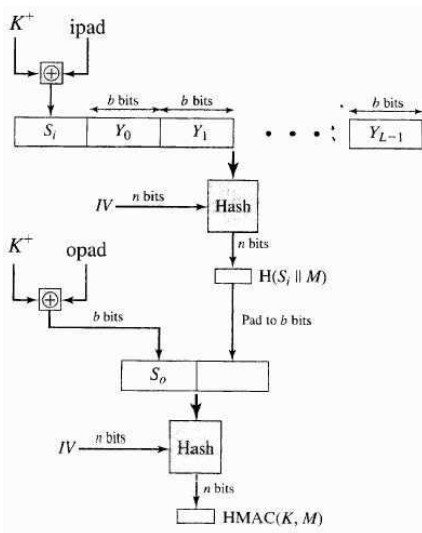 K+ ipad
⊕
b bits b bits b bits
Si Y0 Y1 • • • YL−1
IV n bits Hash
n bits
K+ opad
H(Si || M)
⊕
b bits Pad to b bits
So
IV n bits Hash
n bits
HMAC(K, M)